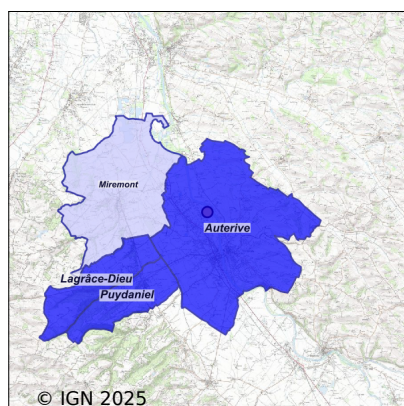 Miremont
Auterive
Lagrâce-Dieu
Puydaniel
© IGN 2025